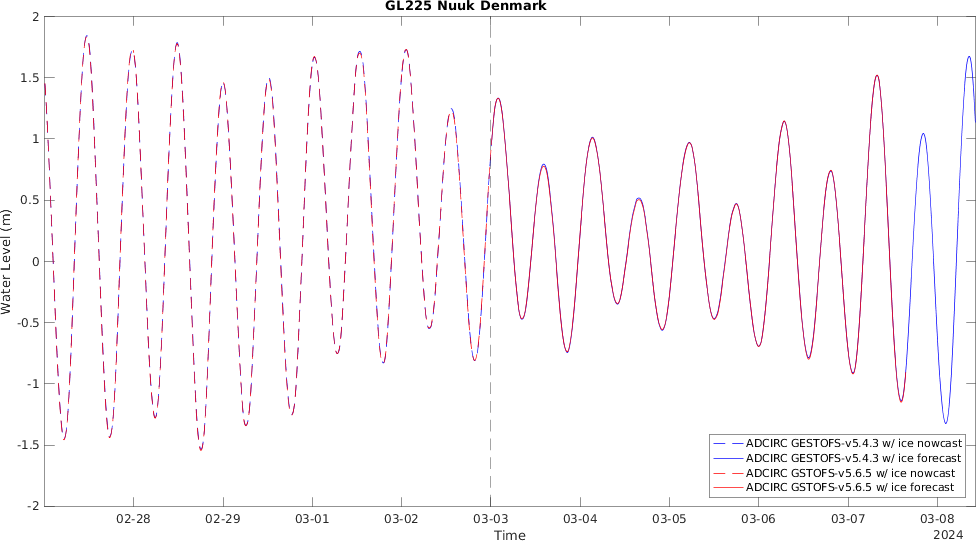 GL225 Nuuk Denmark
2
1.5
1
0.5
0
-0.5
-1
-1.5
-2
Water Level (m)
ADCIRC GESTOFS-v5.4.3 w/ ice nowcast
ADCIRC GESTOFS-v5.4.3 w/ ice forecast
ADCIRC GSTOFS-v5.6.5 w/ ice nowcast
ADCIRC GSTOFS-v5.6.5 w/ ice forecast
02-28 02-29 03-01 03-02 03-03 03-04 03-05 03-06 03-07 03-08
Time 2024